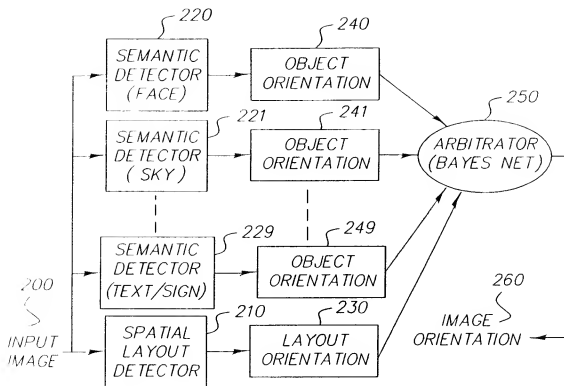 220
SEMANTIC
DETECTOR
(FACE)
240
OBJECT
ORIENTATION
221
SEMANTIC
DETECTOR
(SKY)
241
OBJECT
ORIENTATION
250
ARBITRATOR
(BAYES NET)
229
SEMANTIC
DETECTOR
(TEXT/SIGN)
249
OBJECT
ORIENTATION
200
INPUT
IMAGE
210
SPATIAL
LAYOUT
DETECTOR
230
LAYOUT
ORIENTATION
260
IMAGE
ORIENTATION